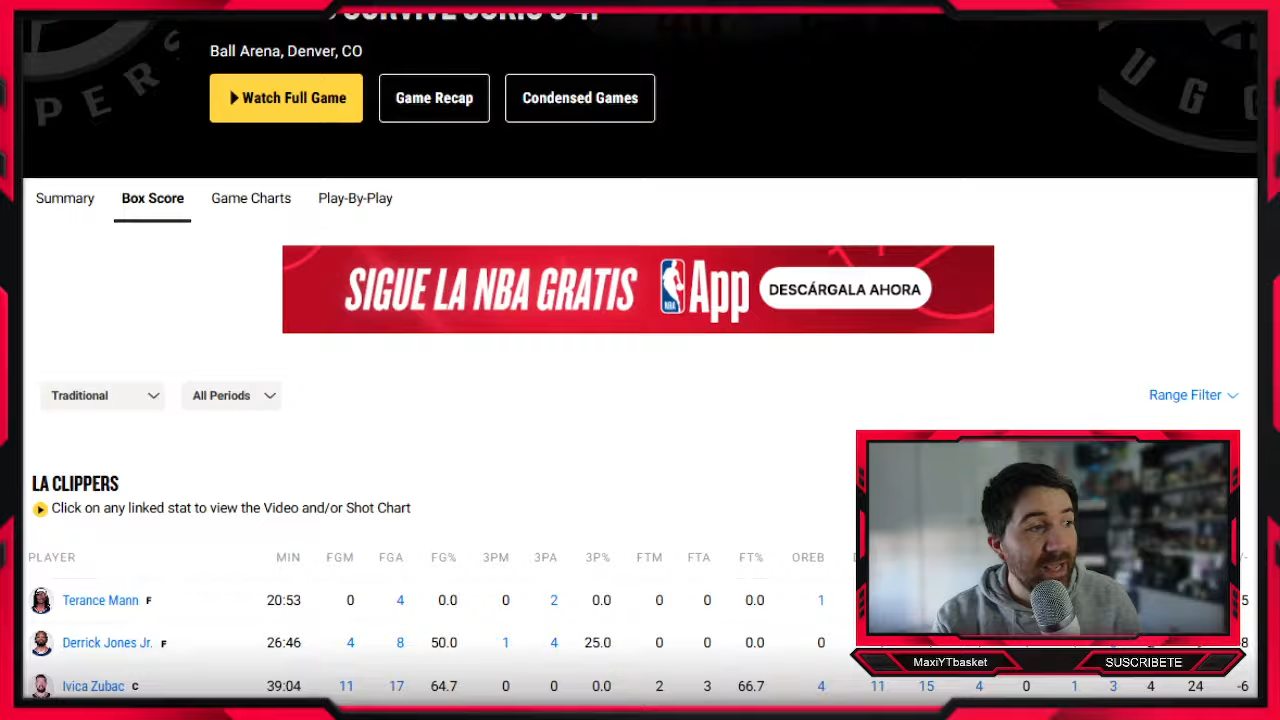 Ball Arena, Denver, CO
Watch Full Game Game Recap Condensed Games
PERS
UGG
Summary Box Score Game Charts Play-By-Play
SIGUE LA NBA GRATIS NBA App DESCÁRGALA AHORA
Traditional All Periods Range Filter
LA CLIPPERS
Click on any linked stat to view the Video and/or Shot Chart
PLAYER MIN FGM FGA FG% 3PM 3PA 3P% FTM FTA FT% OREB
Terance Mann F 20:53 0 4 0.0 0 2 0.0 0 0 0.0 1
Derrick Jones Jr. F 26:46 4 8 50.0 1 4 25.0 0 0 0.0 0
MaxiYTbasket SUSCRIBETE
Ivica Zubac C 39:04 11 17 64.7 0 0 0.0 2 3 66.7 4 11 15 4 0 1 3 4 24 -6